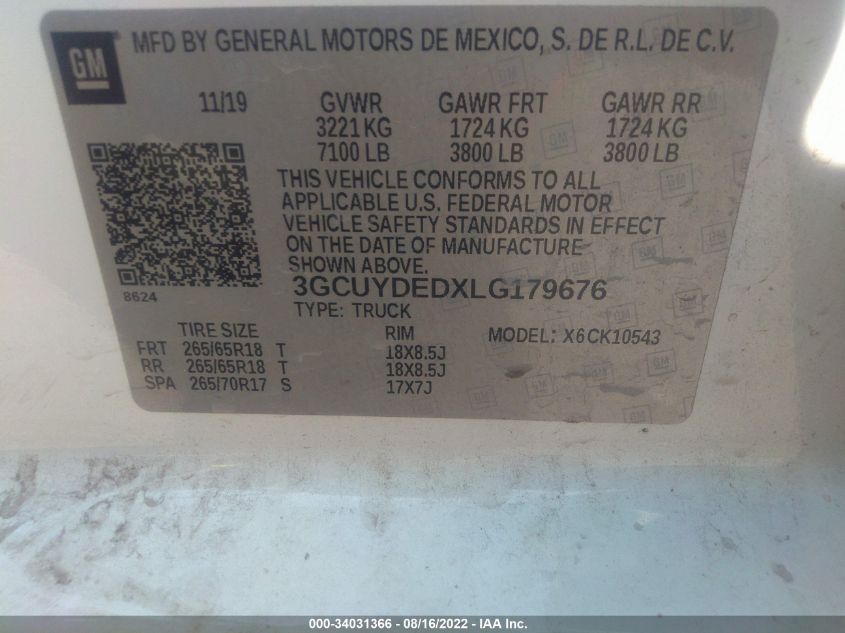 GM
MFD BY GENERAL MOTORS DE MEXICO, S. DE R.L. DE C.V.
11/19 GVWR GAWR FRT GAWR RR
3221 KG 1724 KG 1724 KG
7100 LB 3800 LB 3800 LB
THIS VEHICLE CONFORMS TO ALL
APPLICABLE U.S. FEDERAL MOTOR
VEHICLE SAFETY STANDARDS IN EFFECT
ON THE DATE OF MANUFACTURE
SHOWN ABOVE.
8624
3GCUYDEDXLG179676
TYPE: TRUCK
TIRE SIZE RIM MODEL: X6CK10543
FRT 265/65R18 T 18X8.5J
RR 265/65R18 T 18X8.5J
SPA 265/70R17 S 17X7J
000-34031366 - 08/16/2022 - IAA Inc.